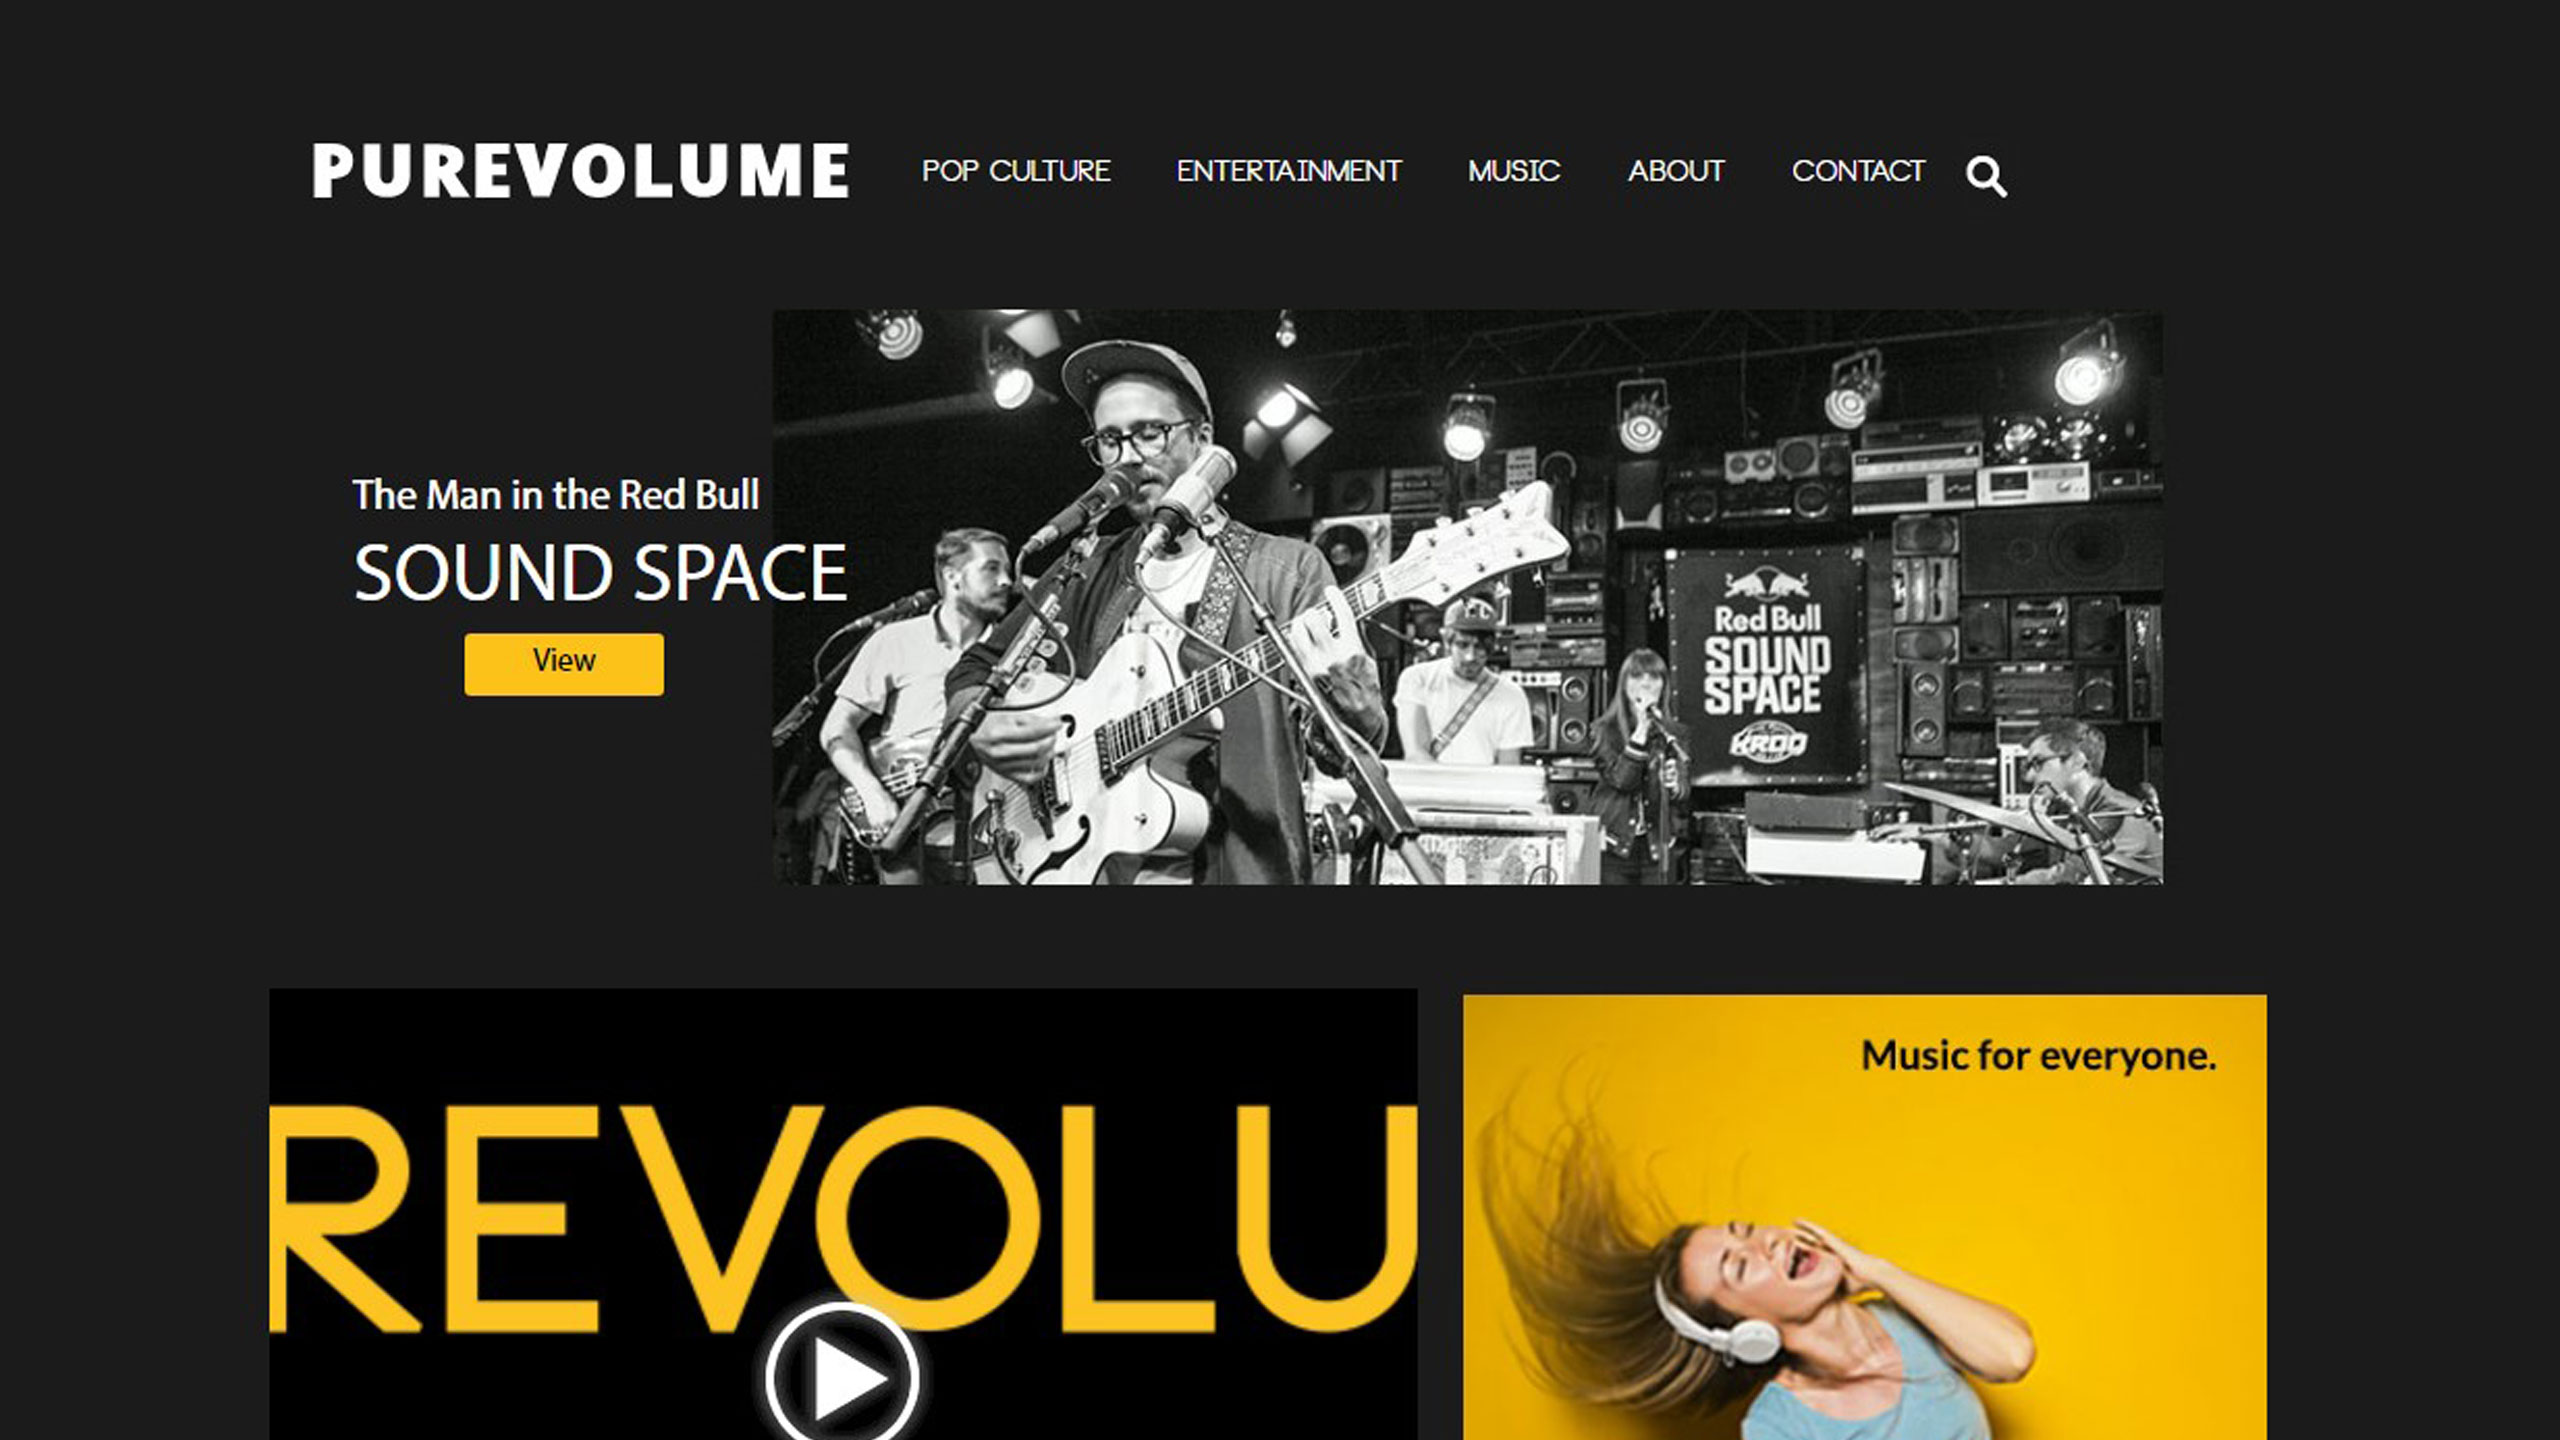 PUREVOLUME
POP CULTURE
ENTERTAINMENT
MUSIC
ABOUT
CONTACT
The Man in the Red Bull
SOUND SPACE
View
Red Bull
SOUND
SPACE
KROQ
REVOLU
Music for everyone.